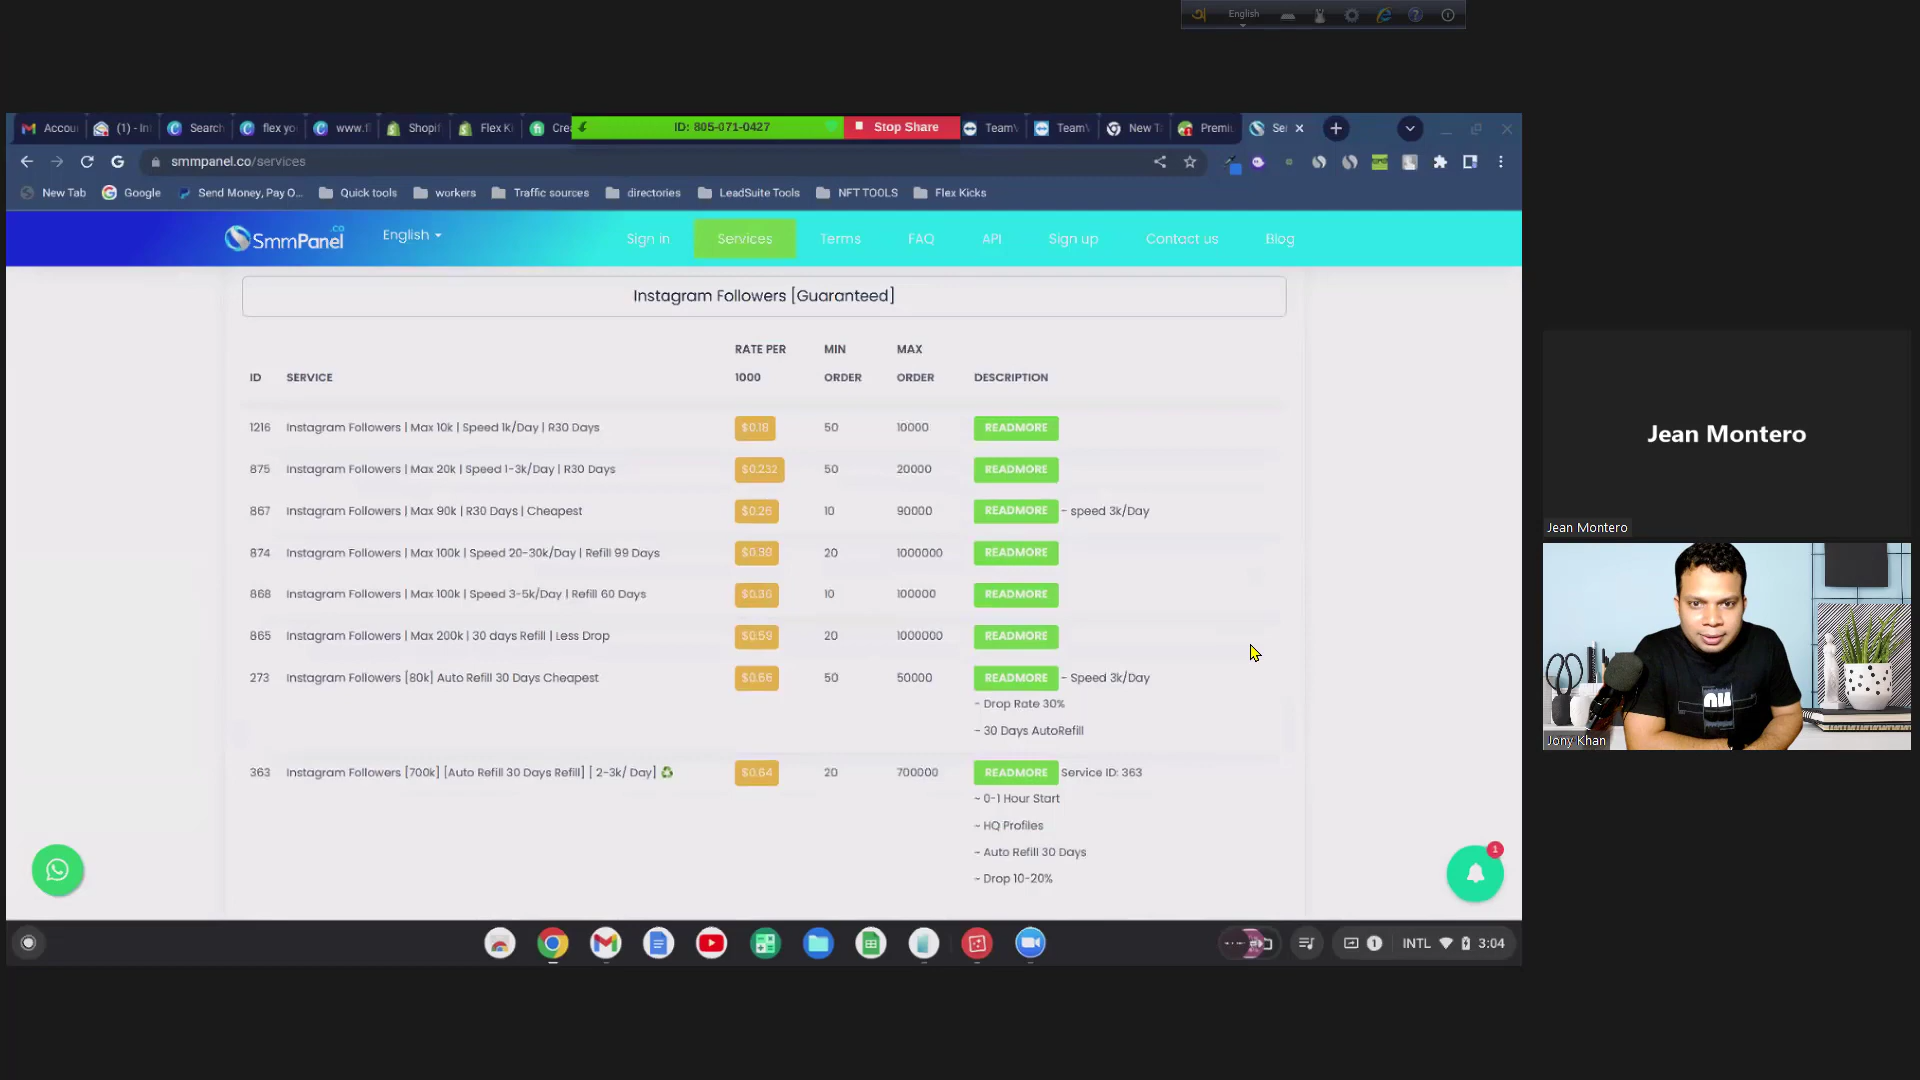 English
Accou
(1) - In
Search
flex yo
www.fl
Shopif
Flex Ki
Crea
ID: 805-071-0427
Stop Share
TeamV
TeamV
New T
Premiu
Se
smmpanel.co/services
New Tab
Google
Send Money, Pay O...
Quick tools
workers
Traffic sources
directories
LeadSuite Tools
NFT TOOLS
Flex Kicks
SmmPanel .co
English
Sign in
Services
Terms
FAQ
API
Sign up
Contact us
Blog
Instagram Followers [Guaranteed]
ID SERVICE RATE PER 1000 MIN ORDER MAX ORDER DESCRIPTION
1216 Instagram Followers | Max 10k | Speed 1k/Day | R30 Days $0.18 50 10000 READMORE
875 Instagram Followers | Max 20k | Speed 1-3k/Day | R30 Days $0.232 50 20000 READMORE
867 Instagram Followers | Max 90k | R30 Days | Cheapest $0.26 10 90000 READMORE - speed 3k/Day
874 Instagram Followers | Max 100k | Speed 20-30k/Day | Refill 99 Days 20 1000000 READMORE
868 Instagram Followers | Max 100k | Speed 3-5k/Day | Refill 60 Days $0.36 10 100000 READMORE
865 Instagram Followers | Max 200k | 30 days Refill | Less Drop $0.59 20 1000000 READMORE
273 Instagram Followers [80k] Auto Refill 30 Days Cheapest 50 50000 READMORE - Speed 3k/Day
- Drop Rate 30%
- 30 Days AutoRefill
363 Instagram Followers [700k] [Auto Refill 30 Days Refill] [ 2-3k/ Day] $0.64 20 700000 READMORE Service ID: 363
~ 0-1 Hour Start
~ HQ Profiles
~ Auto Refill 30 Days
~ Drop 10-20%
1
1
INTL
3:04
Jean Montero
Jean Montero
Jony Khan